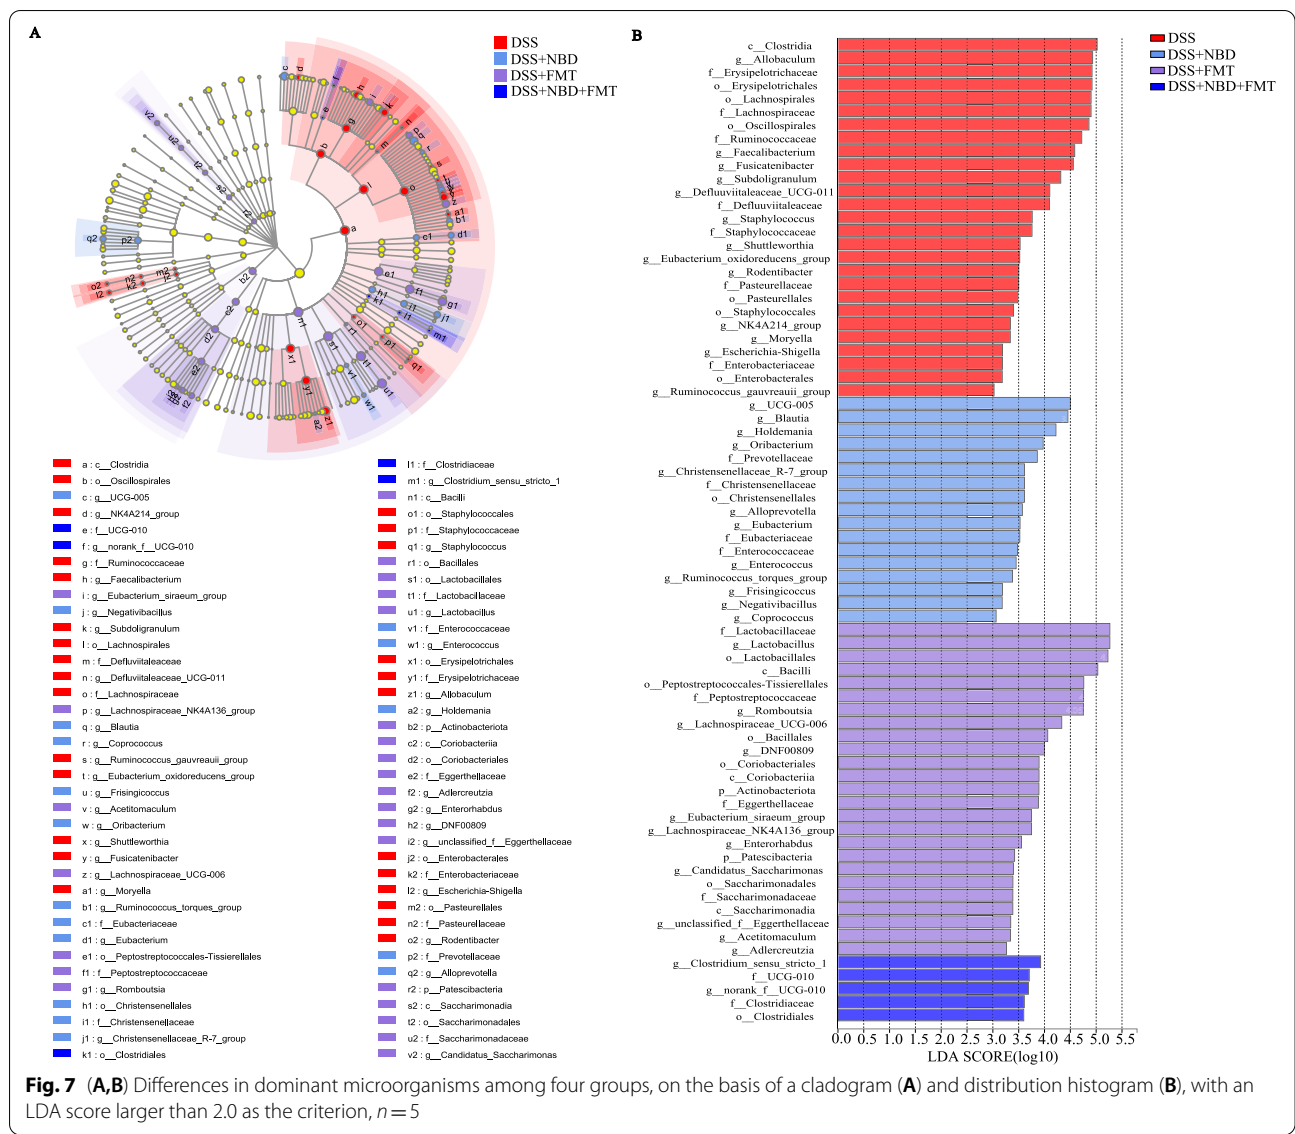 A
DSS
DSS+NBD
DSS+FMT
DSS+NBD+FMT
a : c__Clostridia
b : o__Oscillospirales
c : g__UCG-005
d : g__NK4A214_group
e : f__UCG-010
f : g__norank_f__UCG-010
g : f__Ruminococcaceae
h : g__Faecalibacterium
i : g__Eubacterium_siraeum_group
j : g__Negativibacillus
k : g__Subdoligranulum
l : o__Lachnospirales
m : f__Defluviitaleaceae
n : g__Defluviitaleaceae_UCG-011
o : f__Lachnospiraceae
p : g__Lachnospiraceae_NK4A136_group
q : g__Blautia
r : g__Coprococcus
s : g__Ruminococcus_gauvreauii_group
t : g__Eubacterium_oxidoreducens_group
u : g__Frisingicoccus
v : g__Acetitomaculum
w : g__Oribacterium
x : g__Shuttleworthia
y : g__Fusicatenibacter
z : g__Lachnospiraceae_UCG-006
a1 : g__Moryella
b1 : g__Ruminococcus_torques_group
c1 : f__Eubacteriaceae
d1 : g__Eubacterium
e1 : o__Peptostreptococcales-Tissierellales
f1 : f__Peptostreptococcaceae
g1 : g__Romboutsia
h1 : o__Christensenellales
i1 : f__Christensenellaceae
j1 : g__Christensenellaceae_R-7_group
k1 : o__Clostridiales
l1 : f__Clostridiaceae
m1 : g__Clostridium_sensu_stricto_1
n1 : c__Bacilli
o1 : o__Staphylococcales
p1 : f__Staphylococcaceae
q1 : g__Staphylococcus
r1 : o__Bacillales
s1 : o__Lactobacillales
t1 : f__Lactobacillaceae
u1 : g__Lactobacillus
v1 : f__Enterococcaceae
w1 : g__Enterococcus
x1 : o__Erysipelotrichales
y1 : f__Erysipelotrichaceae
z1 : g__Allobaculum
a2 : g__Holdemania
b2 : p__Actinobacteriota
c2 : c__Coriobacteriia
d2 : o__Coriobacteriales
e2 : f__Eggerthellaceae
f2 : g__Adlercreutzia
g2 : g__Enterorhabdus
h2 : g__DNF00809
i2 : g__unclassified_f__Eggerthellaceae
j2 : o__Enterobacterales
k2 : f__Enterobacteriaceae
l2 : g__Escherichia-Shigella
m2 : o__Pasteurellales
n2 : f__Pasteurellaceae
o2 : g__Rodentibacter
p2 : f__Prevotellaceae
q2 : g__Alloprevotella
r2 : p__Patescibacteria
s2 : c__Saccharimonadia
t2 : o__Saccharimonadales
u2 : f__Saccharimonadaceae
v2 : g__Candidatus_Saccharimonas
B
DSS
DSS+NBD
DSS+FMT
DSS+NBD+FMT
c__Clostridia
g__Allobaculum
f__Erysipelotrichaceae
o__Erysipelotrichales
o__Lachnospirales
f__Lachnospiraceae
o__Oscillospirales
f__Ruminococcaceae
g__Faecalibacterium
g__Fusicatenibacter
g__Subdoligranulum
g__Defluuviitaleaceae_UCG-011
f__Defluuviitaleaceae
g__Staphylococcus
f__Staphylococcaceae
g__Shuttleworthia
g__Eubacterium_oxidoreducens_group
g__Rodentibacter
f__Pasteurellaceae
o__Pasteurellales
o__Staphylococcales
g__NK4A214_group
g__Moryella
g__Escherichia-Shigella
f__Enterobacteriaceae
o__Enterobacterales
g__Ruminococcus_gauvreauii_group
g__UCG-005
g__Blautia
g__Holdemania
g__Oribacterium
f__Prevotellaceae
g__Christensenellaceae_R-7_group
f__Christensenellaceae
o__Christensenellales
g__Alloprevotella
g__Eubacterium
f__Eubacteriaceae
f__Enterococcaceae
g__Enterococcus
g__Ruminococcus_torques_group
g__Frisingicoccus
g__Negativibacillus
g__Coprococcus
f__Lactobacillaceae
g__Lactobacillus
o__Lactobacillales
c__Bacilli
o__Peptostreptococcales-Tissierellales
f__Peptostreptococcaceae
g__Romboutsia
g__Lachnospiraceae_UCG-006
o__Bacillales
g__DNF00809
o__Coriobacteriales
c__Coriobacteriia
p__Actinobacteriota
f__Eggerthellaceae
g__Eubacterium_siraeum_group
g__Lachnospiraceae_NK4A136_group
g__Enterorhabdus
p__Patescibacteria
g__Candidatus_Saccharimonas
o__Saccharimonadales
f__Saccharimonadaceae
c__Saccharimonadia
g__unclassified_f__Eggerthellaceae
g__Acetitomaculum
g__Adlercreutzia
g__Clostridium_sensu_stricto_1
f__UCG-010
g__norank_f__UCG-010
f__Clostridiaceae
o__Clostridiales
0.0 0.5 1.0 1.5 2.0 2.5 3.0 3.5 4.0 4.5 5.0 5.5
LDA SCORE(log10)
Fig. 7 (A,B) Differences in dominant microorganisms among four groups, on the basis of a cladogram (A) and distribution histogram (B), with an
LDA score larger than 2.0 as the criterion, n = 5